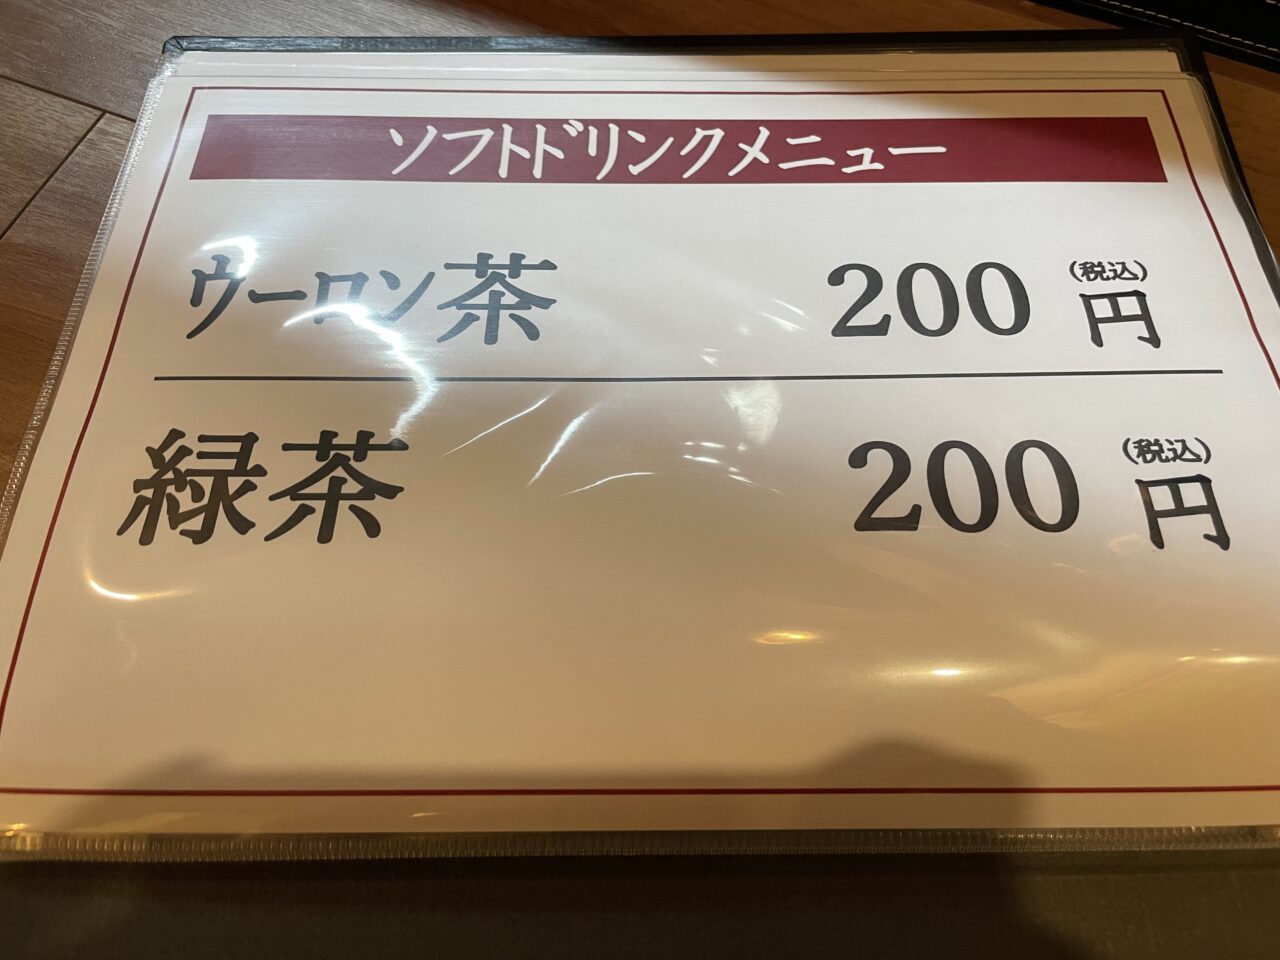 ソフトドリンクメニュー
ウーロン茶 200 (税込)円
緑茶 200 (税込)円